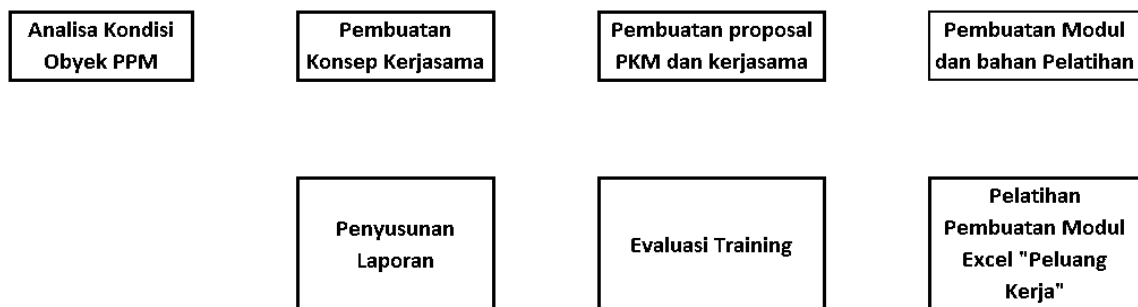 Analisa Kondisi
Obyek PPM
Pembuatan
Konsep Kerjasama
Pembuatan proposal
PKM dan kerjasama
Pembuatan Modul
dan bahan Pelatihan
Penyusunan
Laporan
Evaluasi Training
Pelatihan
Pembuatan Modul
Excel "Peluang
Kerja"